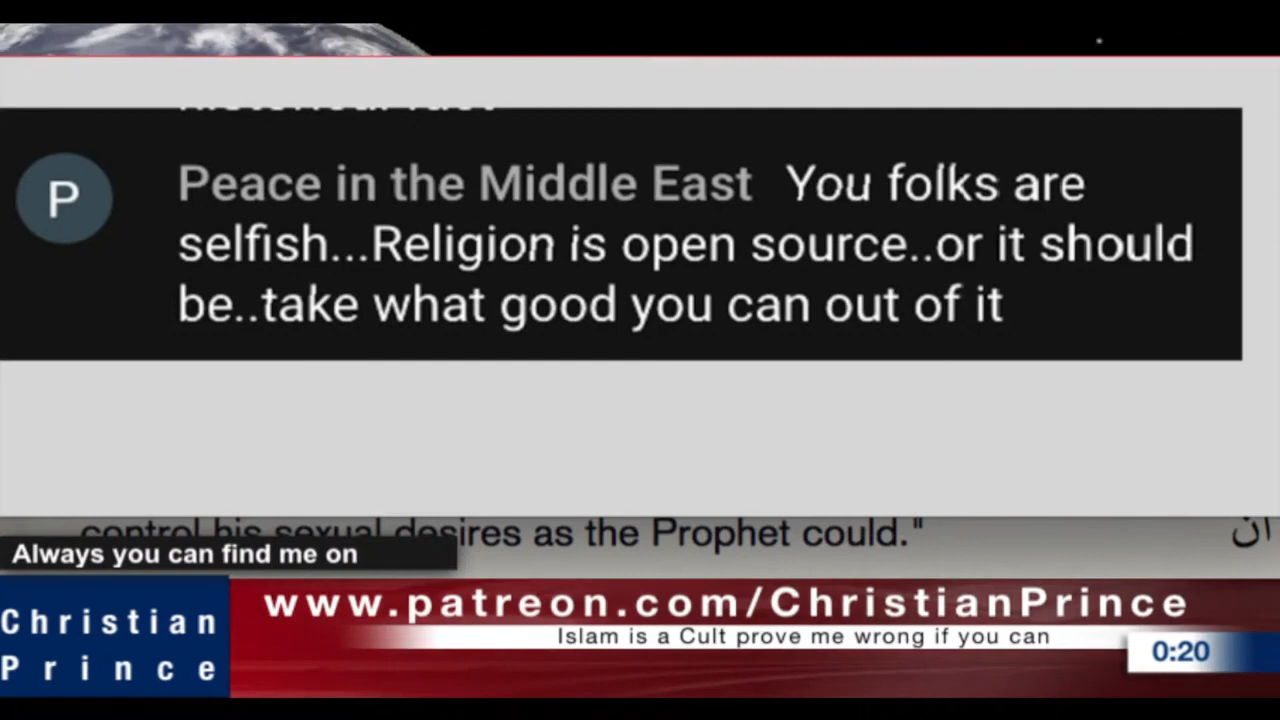 P
Peace in the Middle East You folks are
selfish...Religion is open source..or it should
be..take what good you can out of it
control his sexual desires as the Prophet could."
ان
Always you can find me on
www.patreon.com/ChristianPrince
Islam is a Cult prove me wrong if you can
Christian
Prince
0:20